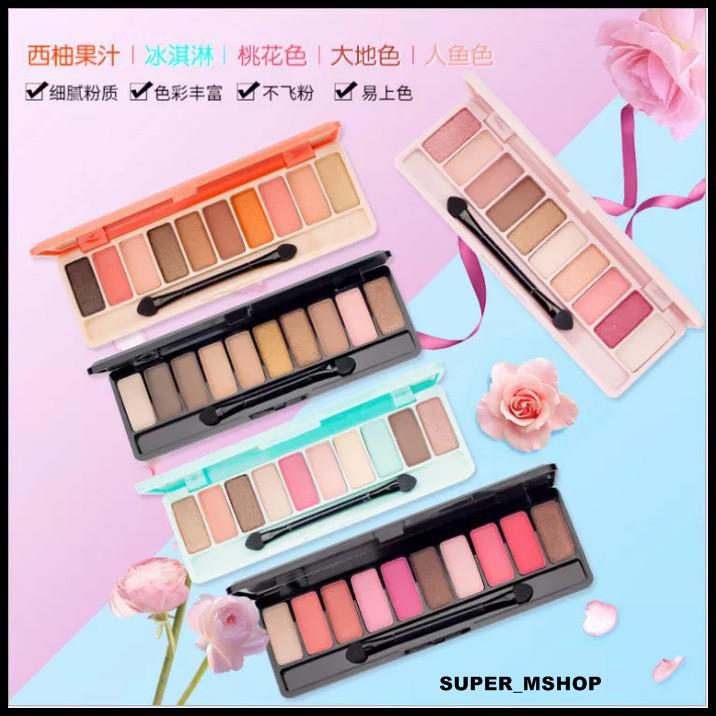 西柚果汁 | 冰淇淋 | 桃花色 | 大地色 | 人鱼色
细腻粉质 色彩丰富 不飞粉 易上色
SUPER_MSHOP